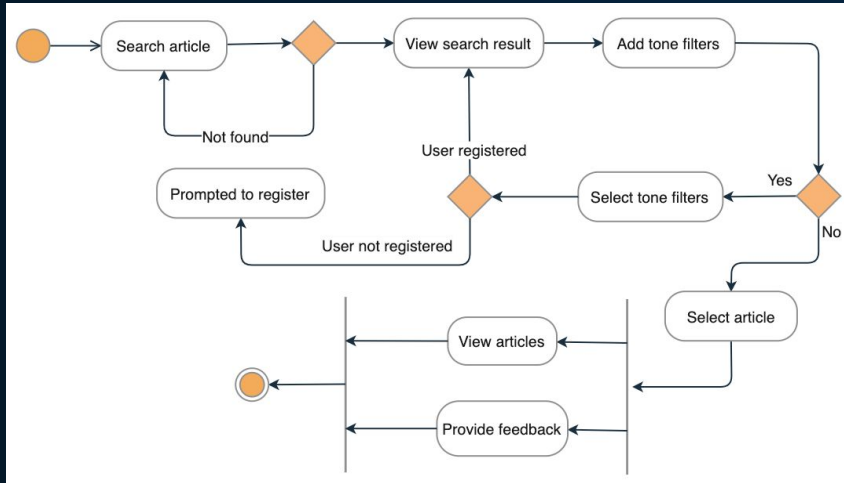 Search article
View search result
Add tone filters
Not found
User registered
Prompted to register
Select tone filters
Yes
No
User not registered
Select article
View articles
Provide feedback